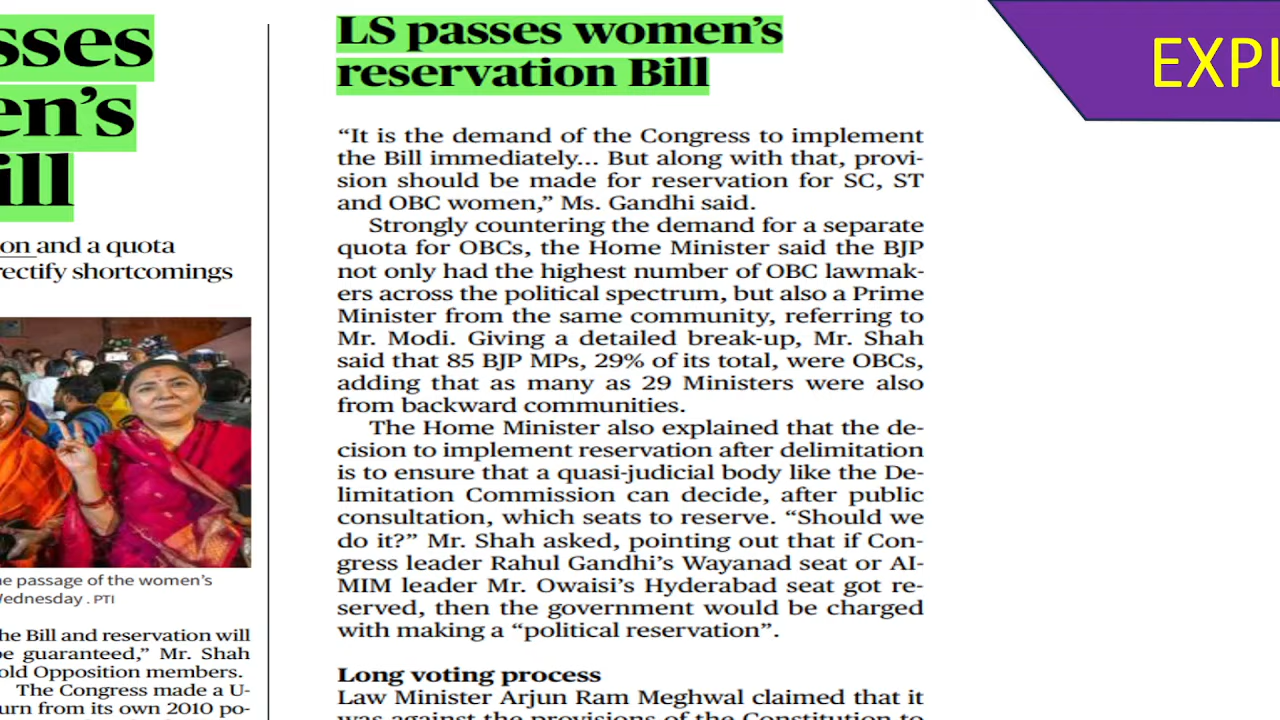 sses
en’s
ill
on and a quota
rectify shortcomings
he passage of the women’s
Wednesday . PTI
he Bill and reservation will
be guaranteed,” Mr. Shah
old Opposition members.
The Congress made a U-
urn from its own 2010 po-
LS passes women’s
reservation Bill
“It is the demand of the Congress to implement
the Bill immediately... But along with that, provi-
sion should be made for reservation for SC, ST
and OBC women,” Ms. Gandhi said.
Strongly countering the demand for a separate
quota for OBCs, the Home Minister said the BJP
not only had the highest number of OBC lawmak-
ers across the political spectrum, but also a Prime
Minister from the same community, referring to
Mr. Modi. Giving a detailed break-up, Mr. Shah
said that 85 BJP MPs, 29% of its total, were OBCs,
adding that as many as 29 Ministers were also
from backward communities.
The Home Minister also explained that the de-
cision to implement reservation after delimitation
is to ensure that a quasi-judicial body like the De-
limitation Commission can decide, after public
consultation, which seats to reserve. “Should we
do it?” Mr. Shah asked, pointing out that if Con-
gress leader Rahul Gandhi’s Wayanad seat or AI-
MIM leader Mr. Owaisi’s Hyderabad seat got re-
served, then the government would be charged
with making a “political reservation”.
Long voting process
Law Minister Arjun Ram Meghwal claimed that it
was against the provisions of the Constitution to
EXPL